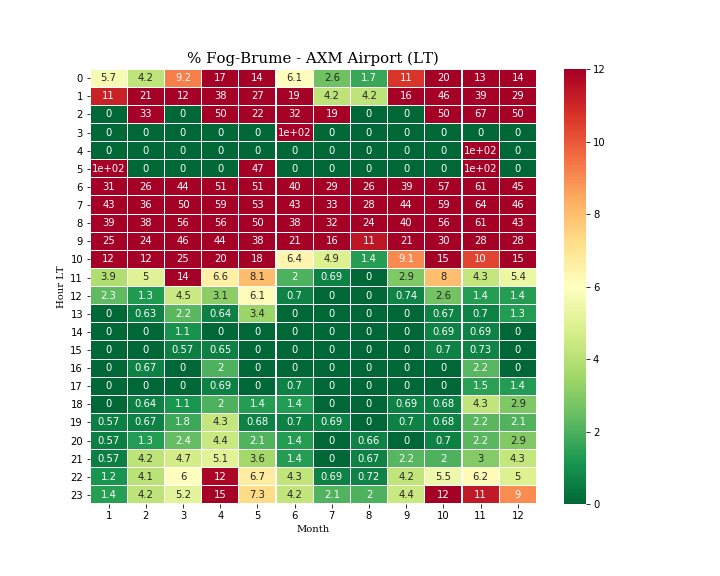 % Fog-Brume - AXM Airport (LT)
0 5.7 4.2 9.2 17 14 6.1 2.6 1.7 11 20 13 14
1 11 21 12 38 27 19 4.2 4.2 16 46 39 29
2 0 33 0 50 22 32 19 0 0 50 67 50
3 0 0 0 0 0 1e+02 0 0 0 0 0 0
4 0 0 0 0 0 0 0 0 0 0 1e+02 0
5 1e+02 0 0 0 47 0 0 0 0 0 1e+02 0
6 31 26 44 51 51 40 29 26 39 57 61 45
7 43 36 50 59 53 43 33 28 44 59 64 46
8 39 38 56 56 50 38 32 24 40 56 61 43
9 25 24 46 44 38 21 16 11 21 30 28 28
10 12 12 25 20 18 6.4 4.9 1.4 9.1 15 10 15
11 3.9 5 14 6.6 8.1 2 0.69 0 2.9 8 4.3 5.4
12 2.3 1.3 4.5 3.1 6.1 0.7 0 0 0.74 2.6 1.4 1.4
13 0 0.63 2.2 0.64 3.4 0 0 0 0 0.67 0.7 1.3
14 0 0 1.1 0 0 0 0 0 0 0.69 0.69 0
15 0 0 0.57 0.65 0 0 0 0 0 0.7 0.73 0
16 0 0.67 0 2 0 0 0 0 0 0 2.2 0
17 0 0 0 0.69 0 0.7 0 0 0 0 1.5 1.4
18 0 0.64 1.1 2 1.4 1.4 0 0 0.69 0.68 4.3 2.9
19 0.57 0.67 1.8 4.3 0.68 0.7 0.69 0 0.7 0.68 2.2 2.1
20 0.57 1.3 2.4 4.4 2.1 1.4 0 0.66 0 0.7 2.2 2.9
21 0.57 4.2 4.7 5.1 3.6 1.4 0 0.67 2.2 2 3 4.3
22 1.2 4.1 6 12 6.7 4.3 0.69 0.72 4.2 5.5 6.2 5
23 1.4 4.2 5.2 15 7.3 4.2 2.1 2 4.4 12 11 9
1 2 3 4 5 6 7 8 9 10 11 12
Month
Hour LT
12
10
8
6
4
2
0